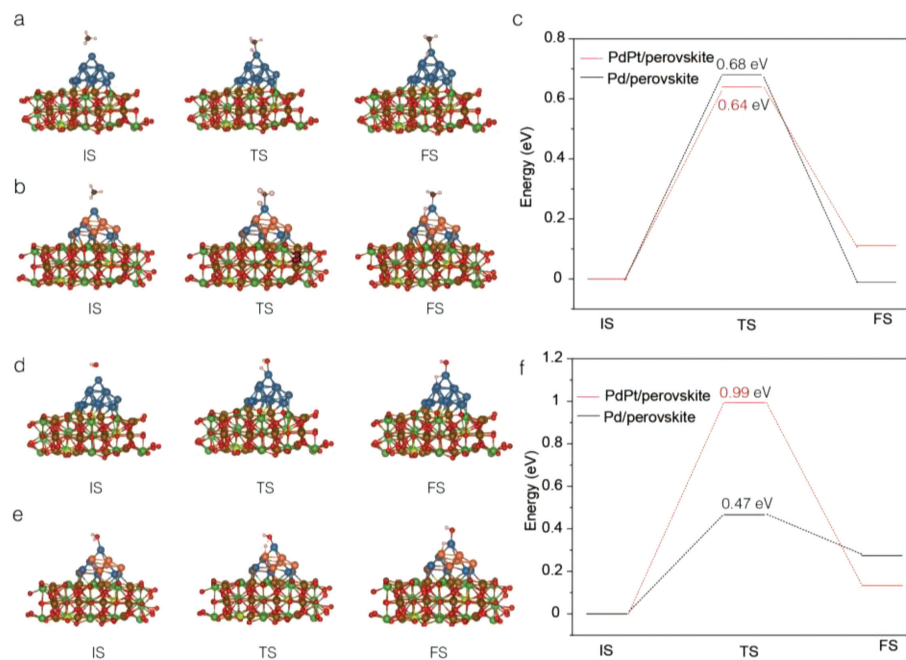 a
IS
TS
FS
b
IS
TS
FS
c
PdPt/perovskite
Pd/perovskite
0.68 eV
0.64 eV
Energy (eV)
0.8
0.6
0.4
0.2
0
IS
TS
FS
d
IS
TS
FS
e
IS
TS
FS
f
PdPt/perovskite
Pd/perovskite
0.99 eV
0.47 eV
Energy (eV)
1.2
1
0.8
0.6
0.4
0.2
0
IS
TS
FS